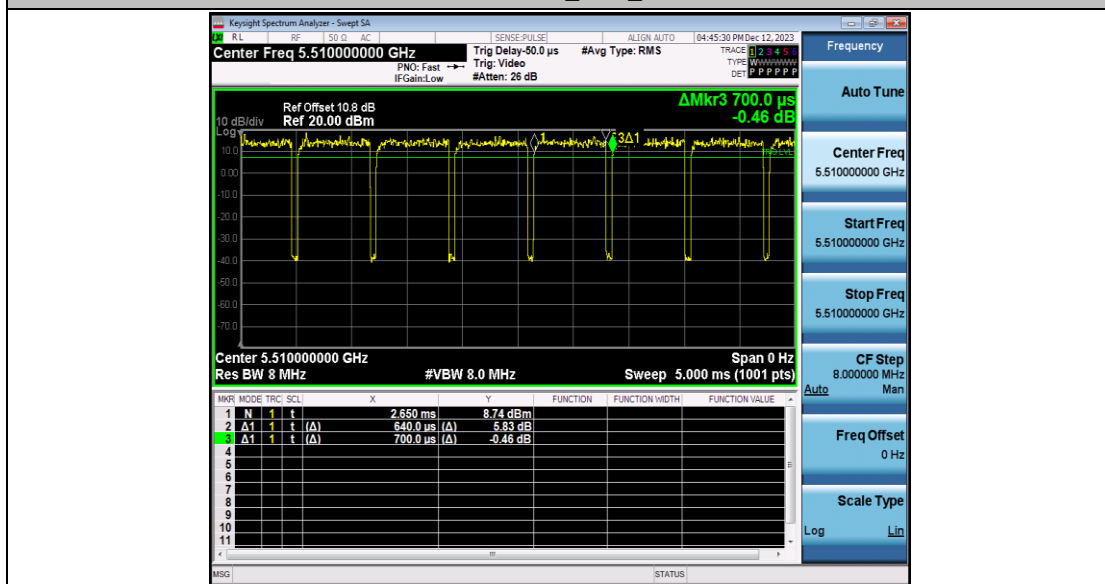 Keysight Spectrum Analyzer - Swept SA
RL RF 50 Ω AC SENSE:PULSE ALIGN AUTO 04:45:30 PM Dec 12, 2023
Center Freq 5.510000000 GHz
PNO: Fast
IFGain:Low
Trig Delay-50.0 µs
Trig: Video
#Atten: 26 dB
#Avg Type: RMS
TRACE 1 2 3 4 5 6
TYPE WWWWWW
DET P P P P P P
ΔMkr3 700.0 µs
-0.46 dB
Ref Offset 10.8 dB
10 dB/div Ref 20.00 dBm
Log
1
3Δ1
TRIG LVL
10.0
0.00
-10.0
-20.0
-30.0
-40.0
-50.0
-60.0
-70.0
Center 5.510000000 GHz Span 0 Hz
Res BW 8 MHz #VBW 8.0 MHz Sweep 5.000 ms (1001 pts)
MKR MODE TRC SCL X Y FUNCTION FUNCTION WIDTH FUNCTION VALUE
1 N 1 t 2.650 ms 8.74 dBm
2 Δ1 1 t (Δ) 640.0 µs (Δ) 5.83 dB
3 Δ1 1 t (Δ) 700.0 µs (Δ) -0.46 dB
4
5
6
7
8
9
10
11
MSG STATUS
Frequency
Auto Tune
Center Freq
5.510000000 GHz
Start Freq
5.510000000 GHz
Stop Freq
5.510000000 GHz
CF Step
8.000000 MHz
Auto Man
Freq Offset
0 Hz
Scale Type
Log Lin